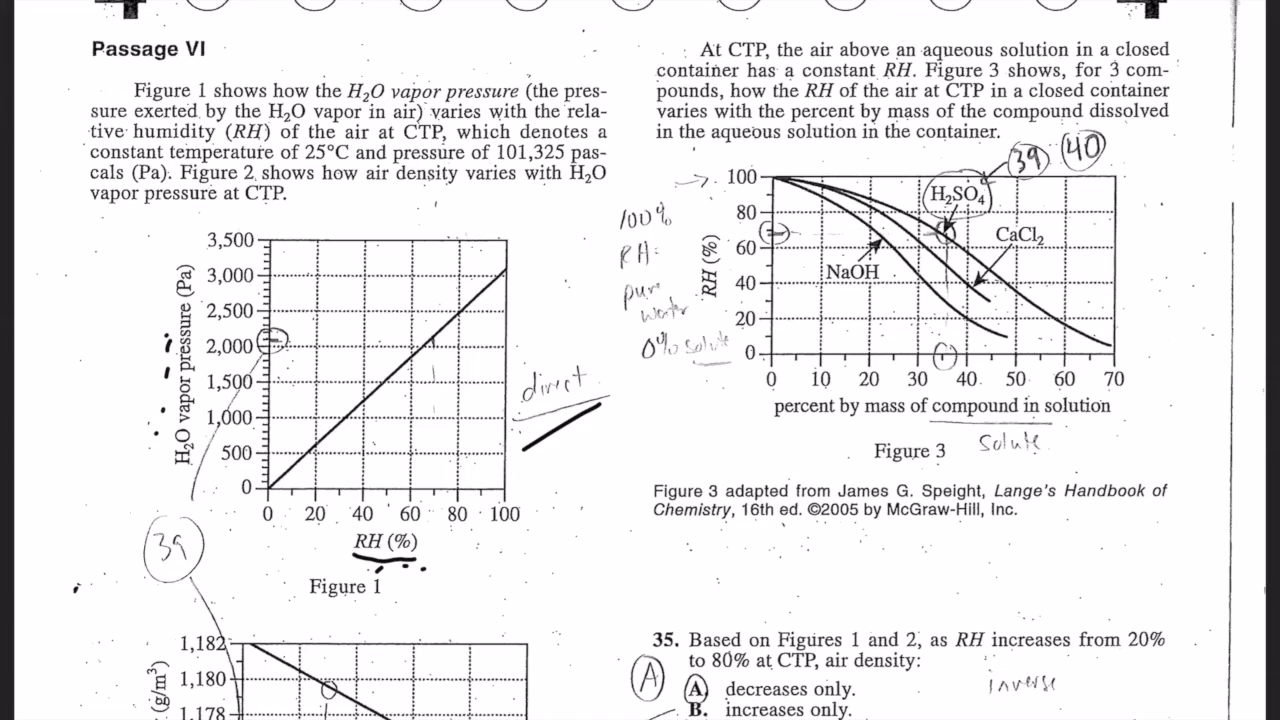 4 4
Passage VI
Figure 1 shows how the H₂O vapor pressure (the pres-
sure exerted by the H₂O vapor in air) varies with the rela-
tive humidity (RH) of the air at CTP, which denotes a
constant temperature of 25°C and pressure of 101,325 pas-
cals (Pa). Figure 2 shows how air density varies with H₂O
vapor pressure at CTP.
3,500
3,000
2,500
2,000
1,500
1,000
500
0
H₂O vapor pressure (Pa)
0 20 40 60 80 100
RH (%)
Figure 1
direct
39
1,182
1,180
1,178
(g/m³)
At CTP, the air above an aqueous solution in a closed
container has a constant RH. Figure 3 shows, for 3 com-
pounds, how the RH of the air at CTP in a closed container
varies with the percent by mass of the compound dissolved
in the aqueous solution in the container.
39 40
100% 
RH:
pure
water
0% solute
100
80
60
40
20
0
RH (%)
H₂SO₄
CaCl₂
NaOH
0 10 20 30 40 50 60 70
percent by mass of compound in solution
solute
Figure 3
Figure 3 adapted from James G. Speight, Lange's Handbook of
Chemistry, 16th ed. ©2005 by McGraw-Hill, Inc.
35. Based on Figures 1 and 2, as RH increases from 20%
to 80% at CTP, air density:
A
A. decreases only.
inverse
B. increases only.